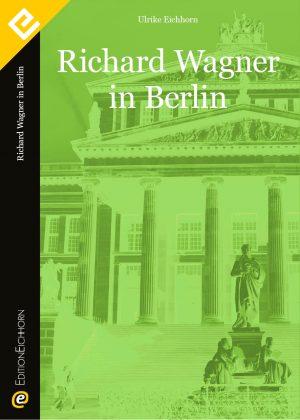 Ulrike Eichhorn
Richard Wagner
in Berlin
Richard Wagner in Berlin
EDITIONEICHHORN